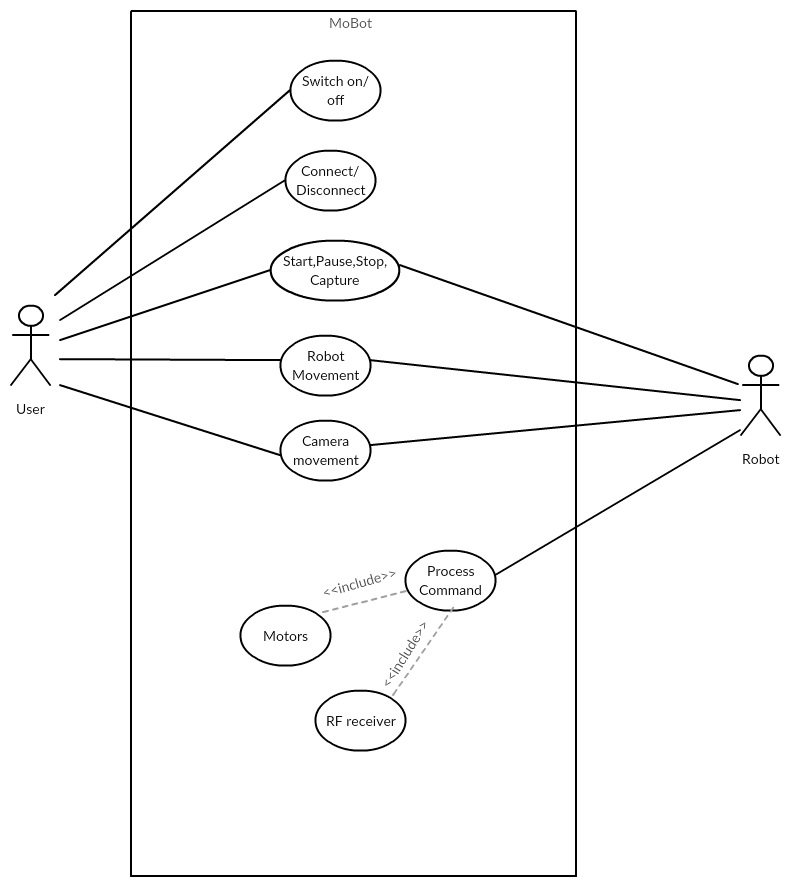 MoBot
Switch on/
off
Connect/
Disconnect
Start,Pause,Stop,
Capture
Robot
Movement
User
Camera
movement
Robot
Process
Command
<<include>>
Motors
<<include>>
RF receiver